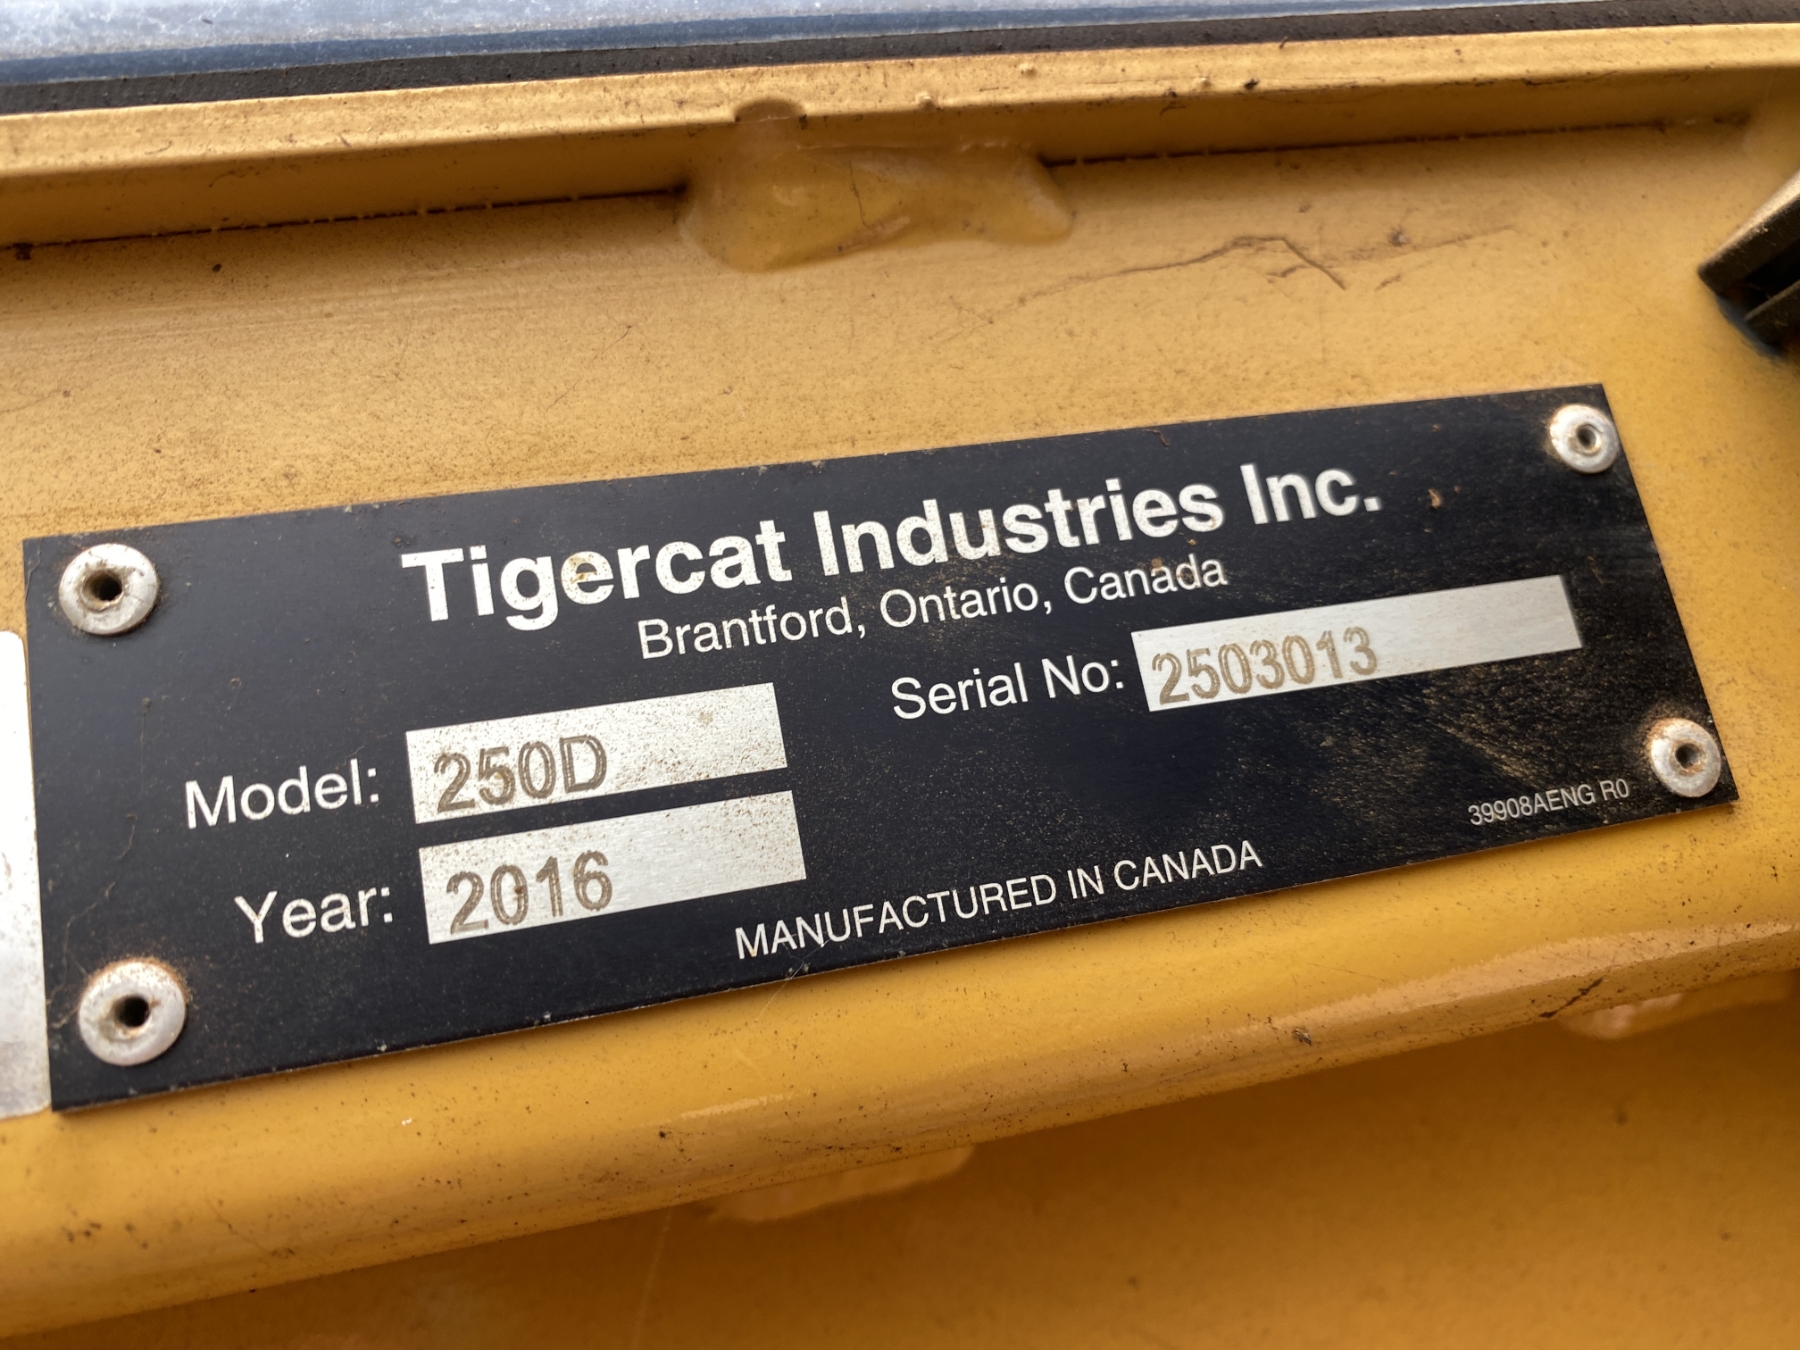 Tigercat Industries Inc.
Brantford, Ontario, Canada
Serial No: 2503013
Model: 250D
Year: 2016
39908AENG R0
MANUFACTURED IN CANADA